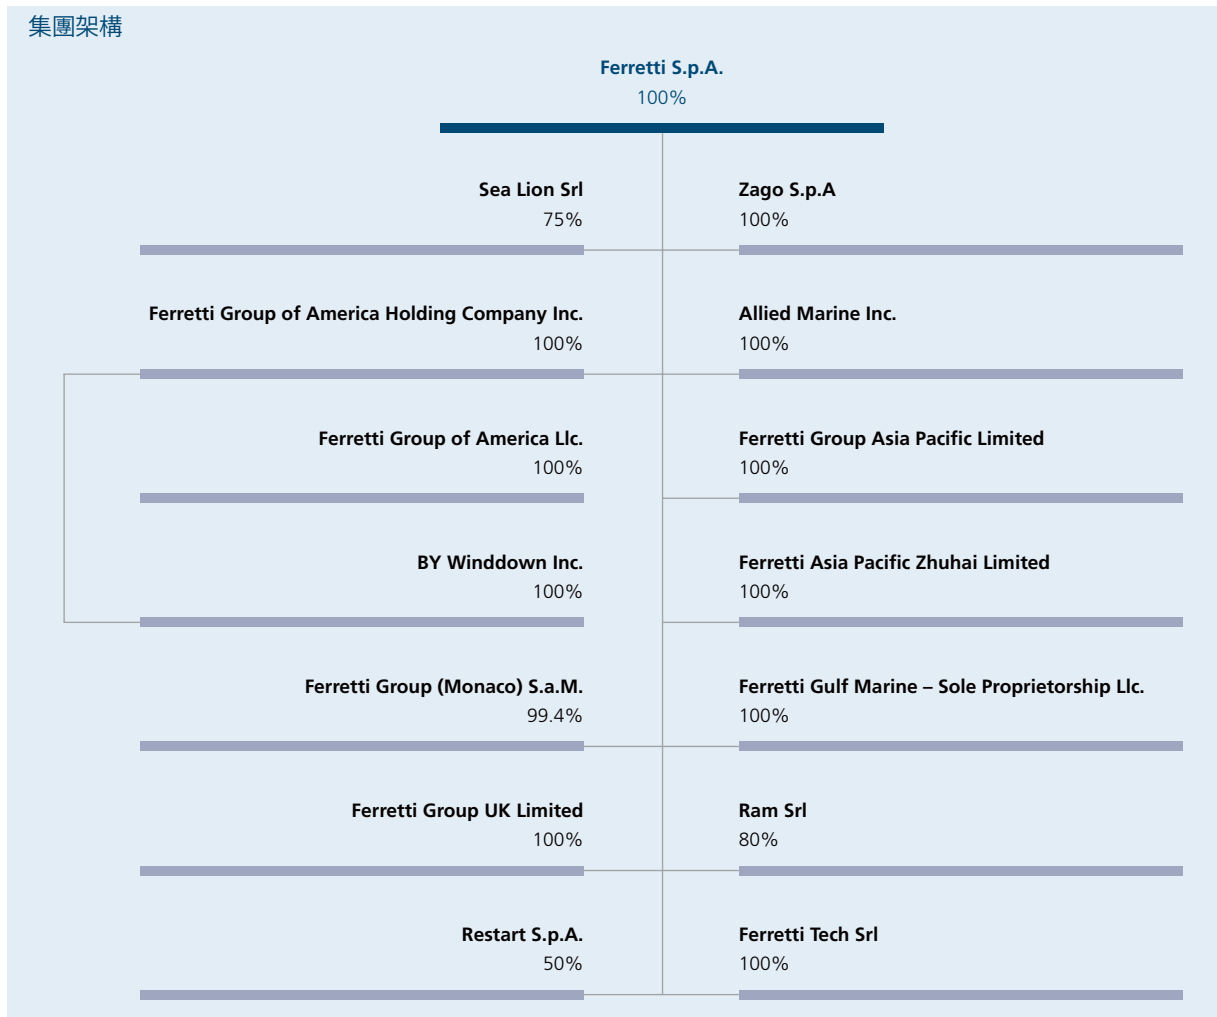 集團架構
Ferretti S.p.A.
100%
Sea Lion Srl
75%
Zago S.p.A
100%
Ferretti Group of America Holding Company Inc.
100%
Allied Marine Inc.
100%
Ferretti Group of America Llc.
100%
Ferretti Group Asia Pacific Limited
100%
BY Winddown Inc.
100%
Ferretti Asia Pacific Zhuhai Limited
100%
Ferretti Group (Monaco) S.a.M.
99.4%
Ferretti Gulf Marine – Sole Proprietorship Llc.
100%
Ferretti Group UK Limited
100%
Ram Srl
80%
Restart S.p.A.
50%
Ferretti Tech Srl
100%